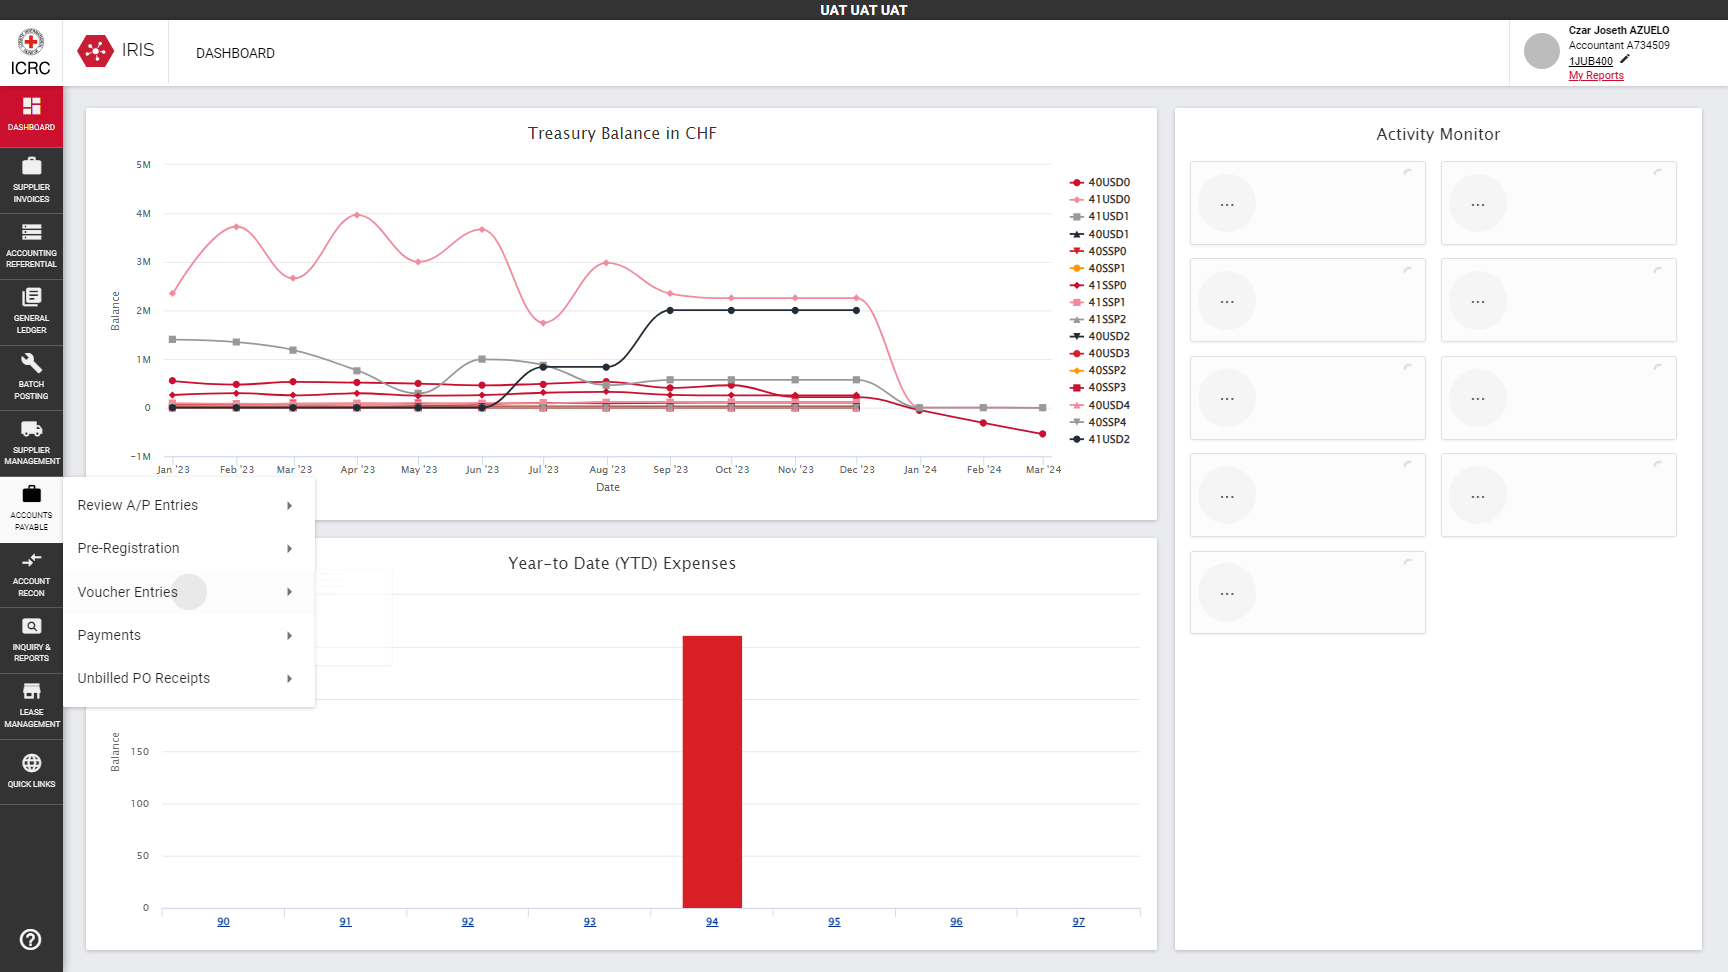 UAT UAT UAT
ICRC
IRIS
DASHBOARD
Czar Joseth AZUELO
Accountant A734509
1JUB400
My Reports
DASHBOARD
SUPPLIER
INVOICES
ACCOUNTING
REFERENTIAL
GENERAL
LEDGER
BATCH
POSTING
SUPPLIER
MANAGEMENT
ACCOUNTS
PAYABLE
ACCOUNT
RECON
INQUIRY &
REPORTS
LEASE
MANAGEMENT
QUICK LINKS
Review A/P Entries
Pre-Registration
Voucher Entries
Payments
Unbilled PO Receipts
Treasury Balance in CHF
Balance
5M
4M
3M
2M
1M
0
−1M
Jan '23
Feb '23
Mar '23
Apr '23
May '23
Jun '23
Jul '23
Aug '23
Sep '23
Oct '23
Nov '23
Dec '23
Jan '24
Feb '24
Mar '24
Date
40USD0
41USD0
41USD1
40USD1
40SSP0
40SSP1
41SSP0
41SSP1
41SSP2
40USD2
40USD3
40SSP2
40SSP3
40USD4
40SSP4
41USD2
Year-to Date (YTD) Expenses
Balance
150
100
50
0
90
91
92
93
94
95
96
97
Activity Monitor
...
...
...
...
...
...
...
...
...